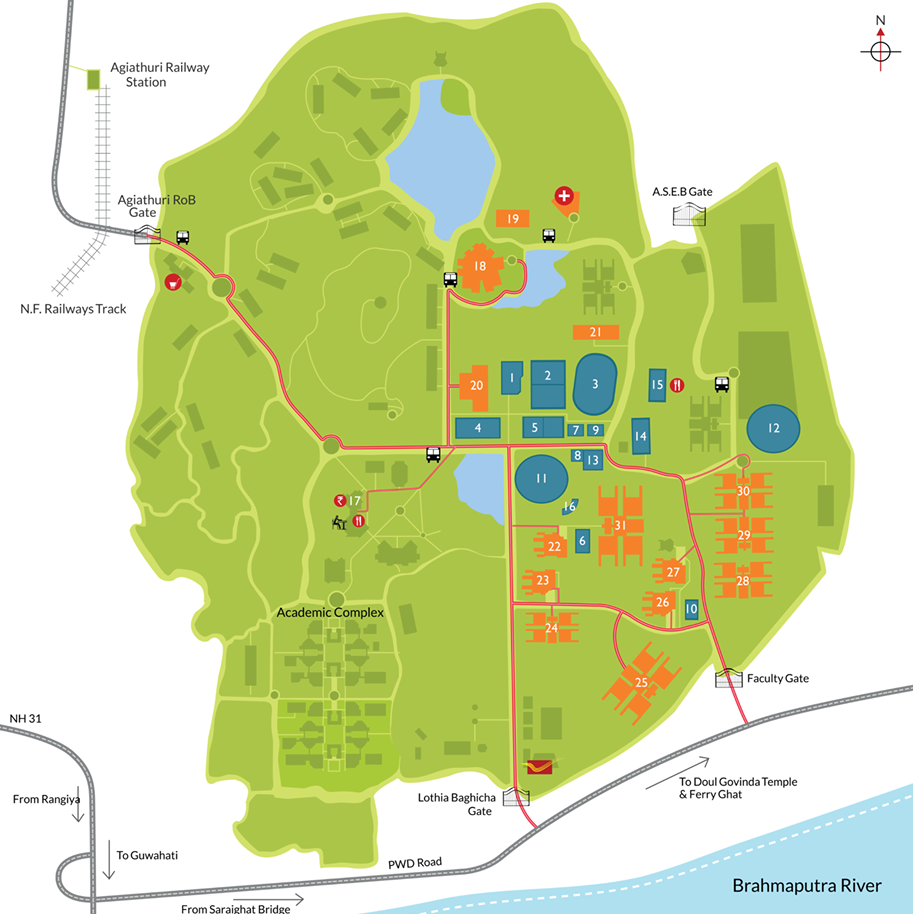 N
Agiathuri Railway
Station
A.S.E.B Gate
Agiathuri RoB
Gate
19
18
N.F. Railways Track
21
20
1
2
3
15
4
5
7
9
14
12
8
13
11
30
₹
17
16
31
29
22
6
27
23
28
26
10
Academic Complex
24
25
Faculty Gate
NH 31
To Doul Govinda Temple
& Ferry Ghat
From Rangiya
Lothia Baghicha
Gate
To Guwahati
PWD Road
Brahmaputra River
From Saraighat Bridge